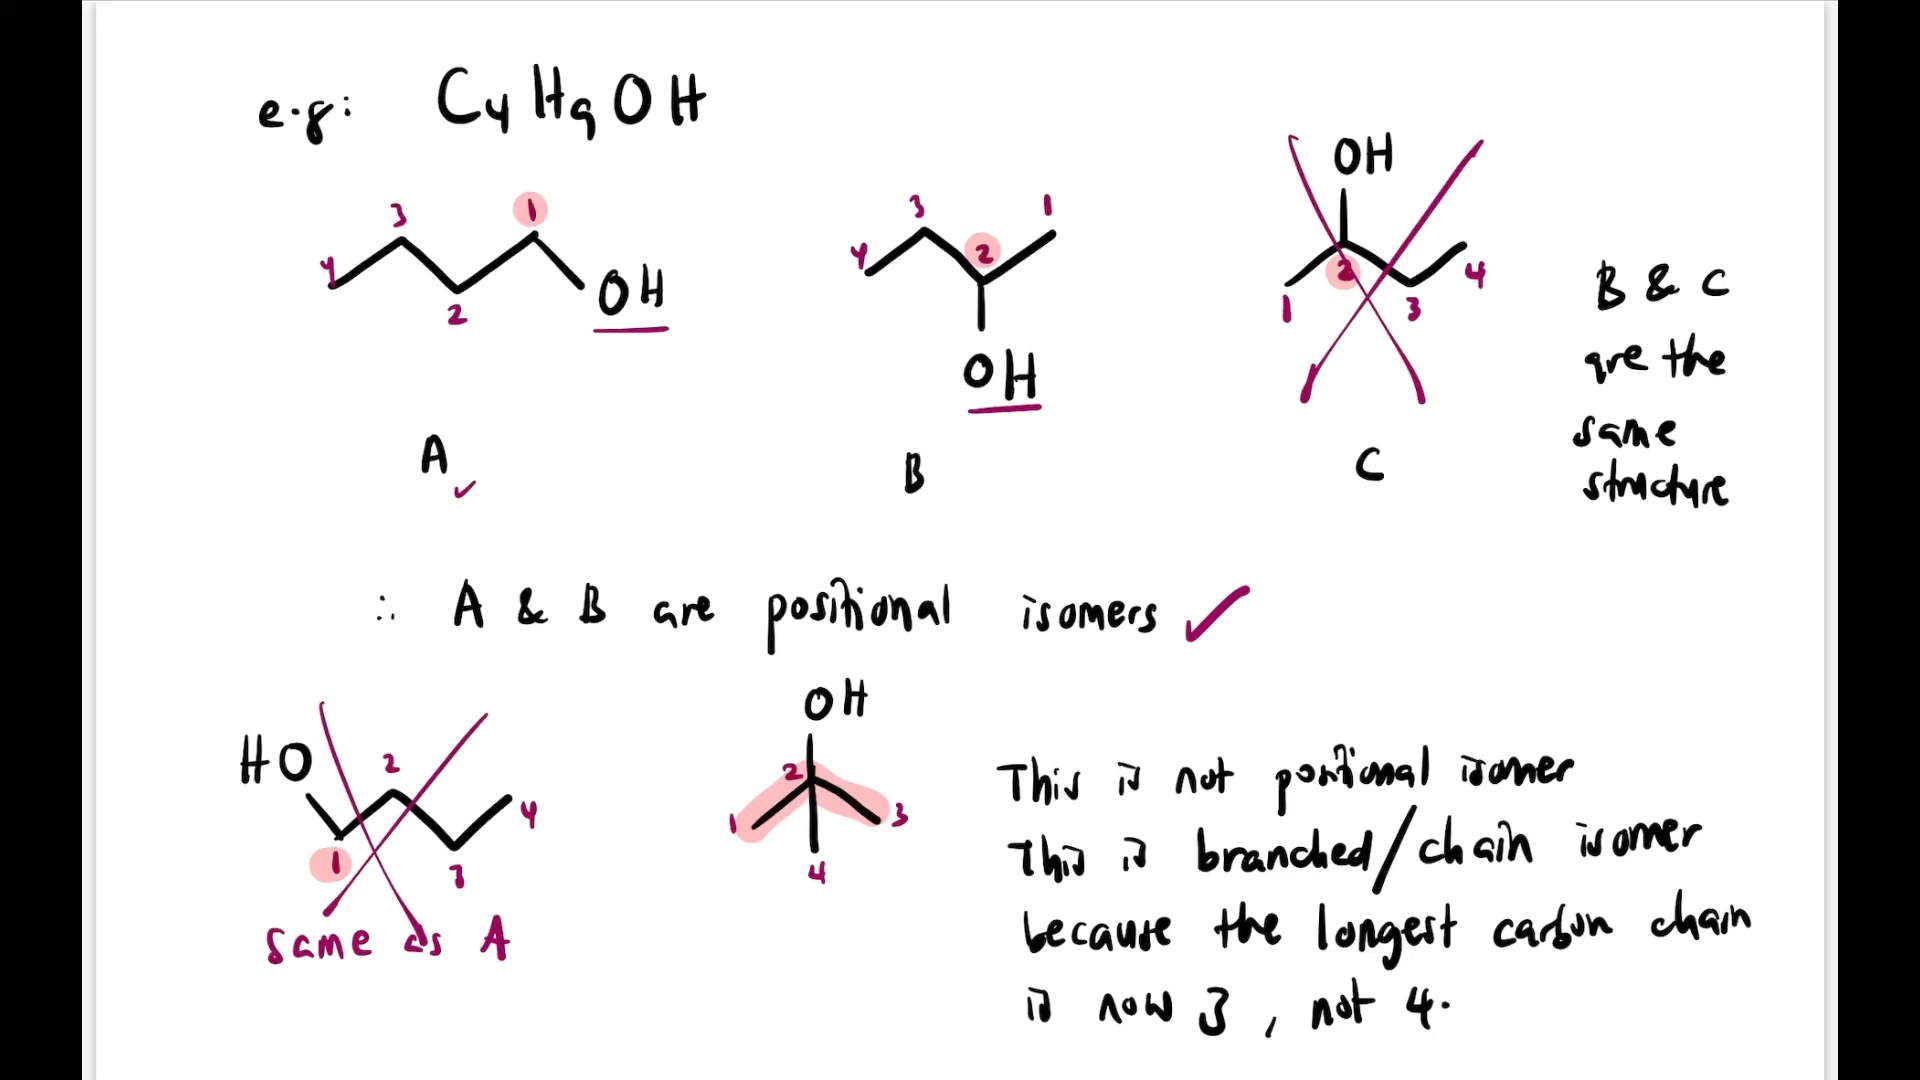 e.g: C4H9OH
3 1
4 2
OH
A
3 1
4 2
OH
B
OH
2
1 3 4
C
B & C
are the
same
structure
∴ A & B are positional isomers
HO
2
1 3 4
same as A
OH
2
1 3
4
This is not positional isomer
This is branched/chain isomer
because the longest carbon chain
is now 3, not 4.